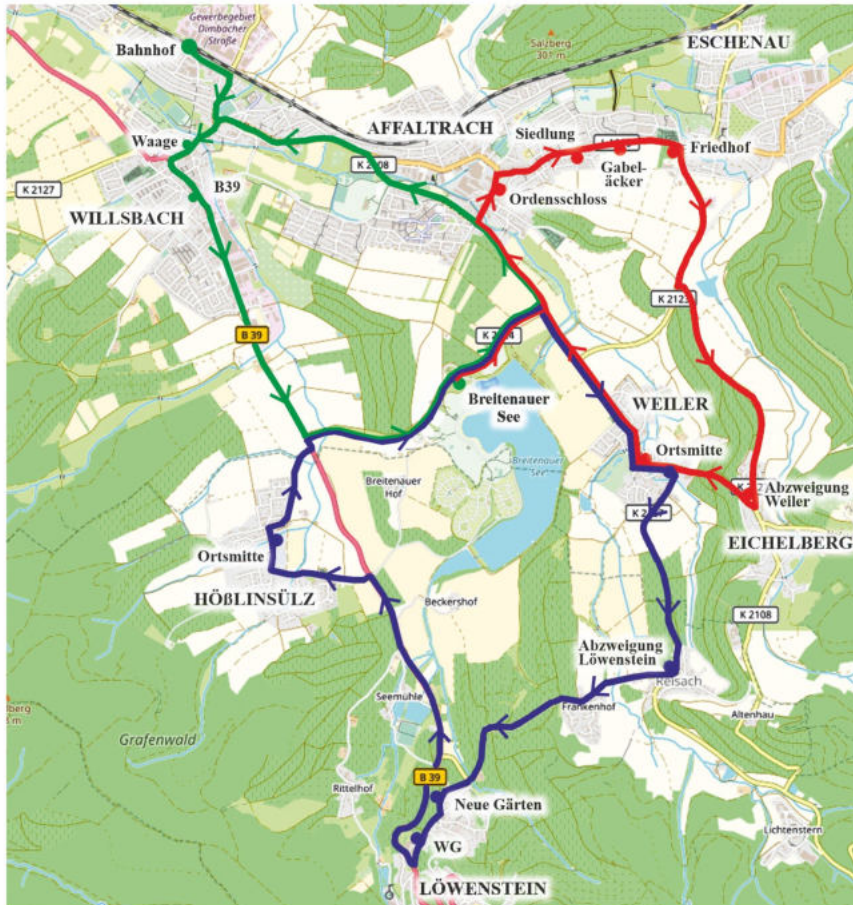 Gewerbegebiet
Dimbacher
Straße
Bahnhof
Salzberg
301 m
ESCHENAU
AFFALTRACH
Siedlung
Waage
Friedhof
K 2108
Gabel-
äcker
K 2127
B39
Ordensschloss
WILLSBACH
K 2123
B 39
Breitenauer
See
WEILER
Ortsmitte
Breitenauer
See
Breitenauer
Hof
Abzweigung
Weiler
Ortsmitte
EICHELBERG
HÖßLINSÜLZ
Beckershof
K 2108
Abzweigung
Löwenstein
Reisach
Seemühle
Frankenhof
Altenhau
Grafenwald
B 39
Rittelhof
Neue Gärten
Lichtenstern
WG
LÖWENSTEIN